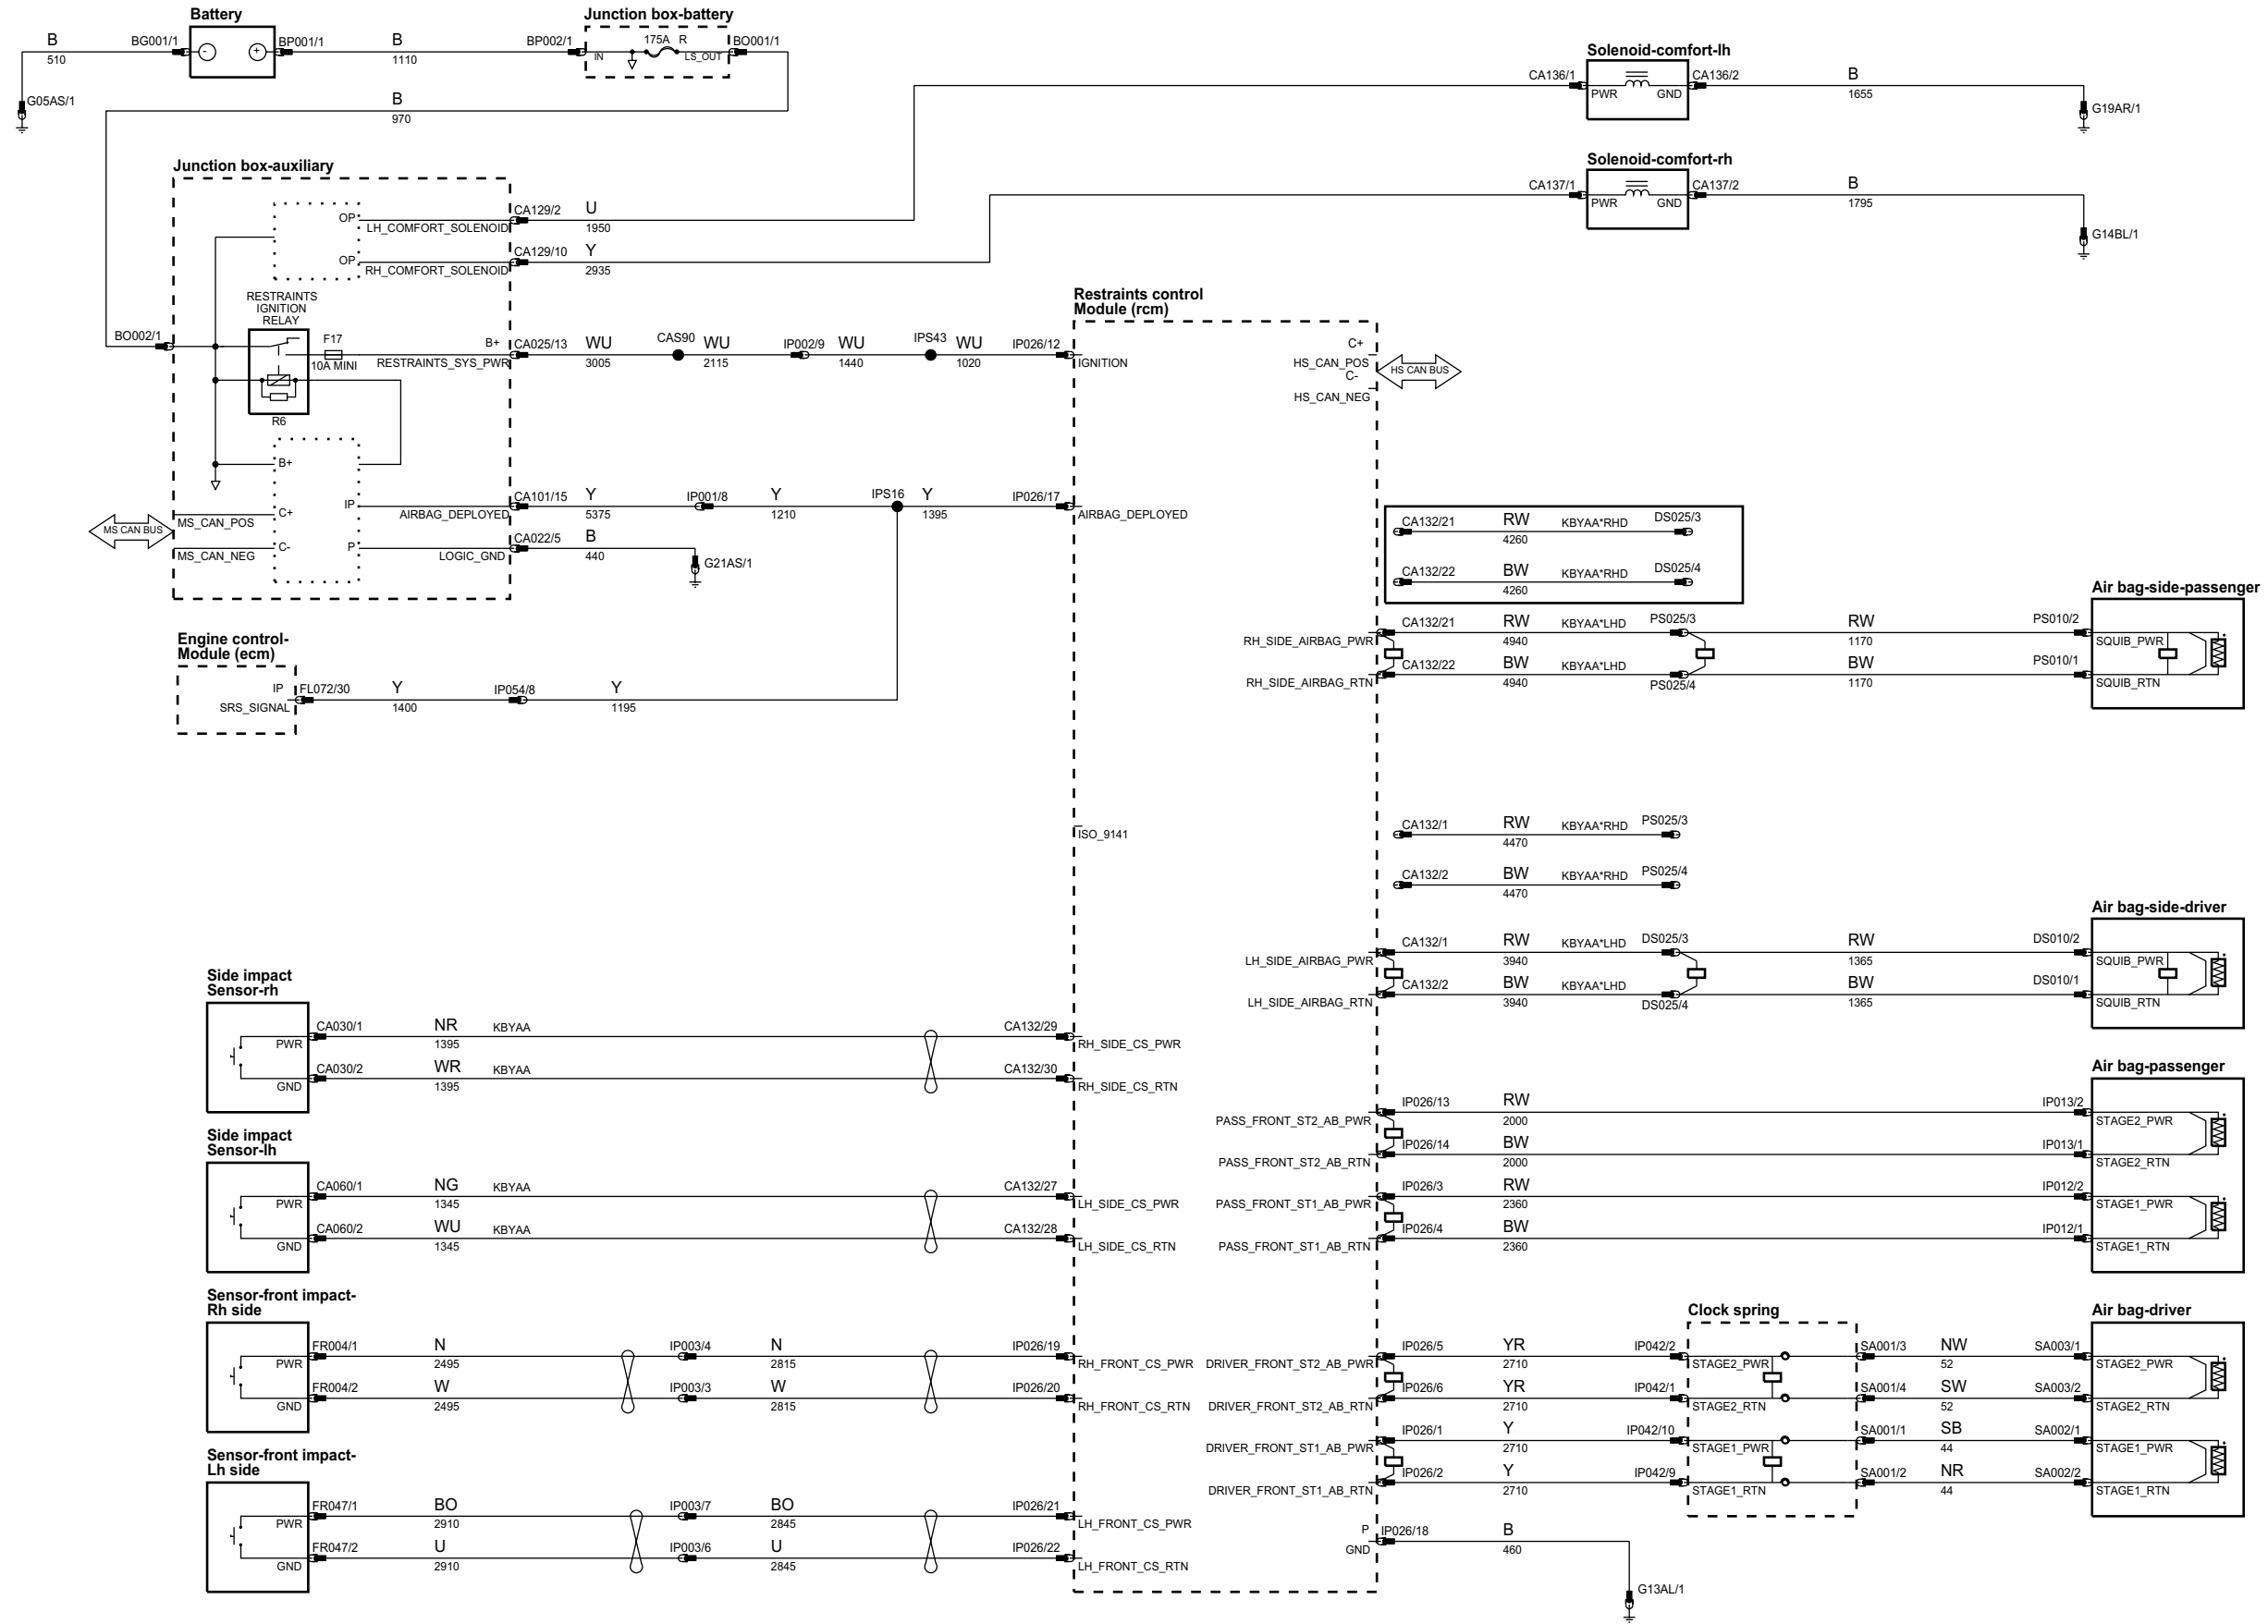 Battery
Junction box-battery
B
510
BG001/1
-
+
BP001/1
B
1110
BP002/1
175A R
IN
LS_OUT
BO001/1
G05AS/1
B
970
Solenoid-comfort-lh
CA136/1
PWR
GND
CA136/2
B
1655
G19AR/1
Solenoid-comfort-rh
CA137/1
PWR
GND
CA137/2
B
1795
G14BL/1
Junction box-auxiliary
OP
LH_COMFORT_SOLENOID
CA129/2
U
1950
OP
RH_COMFORT_SOLENOID
CA129/10
Y
2935
RESTRAINTS
IGNITION
RELAY
BO002/1
F17
10A MINI
R6
B+
RESTRAINTS_SYS_PWR
CA025/13
WU
3005
CAS90
WU
2115
IP002/9
WU
1440
IPS43
WU
1020
IP026/12
Restraints control
Module (rcm)
IGNITION
C+
HS_CAN_POS
C-
HS_CAN_NEG
HS CAN BUS
B+
C+
C-
IP
P
MS CAN BUS
MS_CAN_POS
MS_CAN_NEG
AIRBAG_DEPLOYED
CA101/15
Y
5375
IP001/8
Y
1210
IPS16
Y
1395
IP026/17
AIRBAG_DEPLOYED
LOGIC_GND
CA022/5
B
440
G21AS/1
Engine control-
Module (ecm)
IP
SRS_SIGNAL
FL072/30
Y
1400
IP054/8
Y
1195
CA132/21
RW
4260
KBYAA*RHD
DS025/3
CA132/22
BW
4260
KBYAA*RHD
DS025/4
Air bag-side-passenger
RH_SIDE_AIRBAG_PWR
CA132/21
RW
4940
KBYAA*LHD
PS025/3
RW
1170
PS010/2
SQUIB_PWR
RH_SIDE_AIRBAG_RTN
CA132/22
BW
4940
KBYAA*LHD
PS025/4
BW
1170
PS010/1
SQUIB_RTN
ISO_9141
CA132/1
RW
4470
KBYAA*RHD
PS025/3
CA132/2
BW
4470
KBYAA*RHD
PS025/4
Air bag-side-driver
LH_SIDE_AIRBAG_PWR
CA132/1
RW
3940
KBYAA*LHD
DS025/3
RW
1365
DS010/2
SQUIB_PWR
LH_SIDE_AIRBAG_RTN
CA132/2
BW
3940
KBYAA*LHD
DS025/4
BW
1365
DS010/1
SQUIB_RTN
Side impact
Sensor-rh
PWR
CA030/1
NR
1395
KBYAA
CA132/29
RH_SIDE_CS_PWR
GND
CA030/2
WR
1395
KBYAA
CA132/30
RH_SIDE_CS_RTN
Air bag-passenger
PASS_FRONT_ST2_AB_PWR
IP026/13
RW
2000
IP013/2
STAGE2_PWR
PASS_FRONT_ST2_AB_RTN
IP026/14
BW
2000
IP013/1
STAGE2_RTN
Side impact
Sensor-lh
PWR
CA060/1
NG
1345
KBYAA
CA132/27
LH_SIDE_CS_PWR
GND
CA060/2
WU
1345
KBYAA
CA132/28
LH_SIDE_CS_RTN
PASS_FRONT_ST1_AB_PWR
IP026/3
RW
2360
IP012/2
STAGE1_PWR
PASS_FRONT_ST1_AB_RTN
IP026/4
BW
2360
IP012/1
STAGE1_RTN
Sensor-front impact-
Rh side
PWR
FR004/1
N
2495
IP003/4
N
2815
IP026/19
RH_FRONT_CS_PWR
GND
FR004/2
W
2495
IP003/3
W
2815
IP026/20
RH_FRONT_CS_RTN
Clock spring
Air bag-driver
DRIVER_FRONT_ST2_AB_PWR
IP026/5
YR
2710
IP042/2
STAGE2_PWR
SA001/3
NW
52
SA003/1
STAGE2_PWR
DRIVER_FRONT_ST2_AB_RTN
IP026/6
YR
2710
IP042/1
STAGE2_RTN
SA001/4
SW
52
SA003/2
STAGE2_RTN
DRIVER_FRONT_ST1_AB_PWR
IP026/1
Y
2710
IP042/10
STAGE1_PWR
SA001/1
SB
44
SA002/1
STAGE1_PWR
DRIVER_FRONT_ST1_AB_RTN
IP026/2
Y
2710
IP042/9
STAGE1_RTN
SA001/2
NR
44
SA002/2
STAGE1_RTN
Sensor-front impact-
Lh side
PWR
FR047/1
BO
2910
IP003/7
BO
2845
IP026/21
LH_FRONT_CS_PWR
GND
FR047/2
U
2910
IP003/6
U
2845
IP026/22
LH_FRONT_CS_RTN
P
GND
IP026/18
B
460
G13AL/1